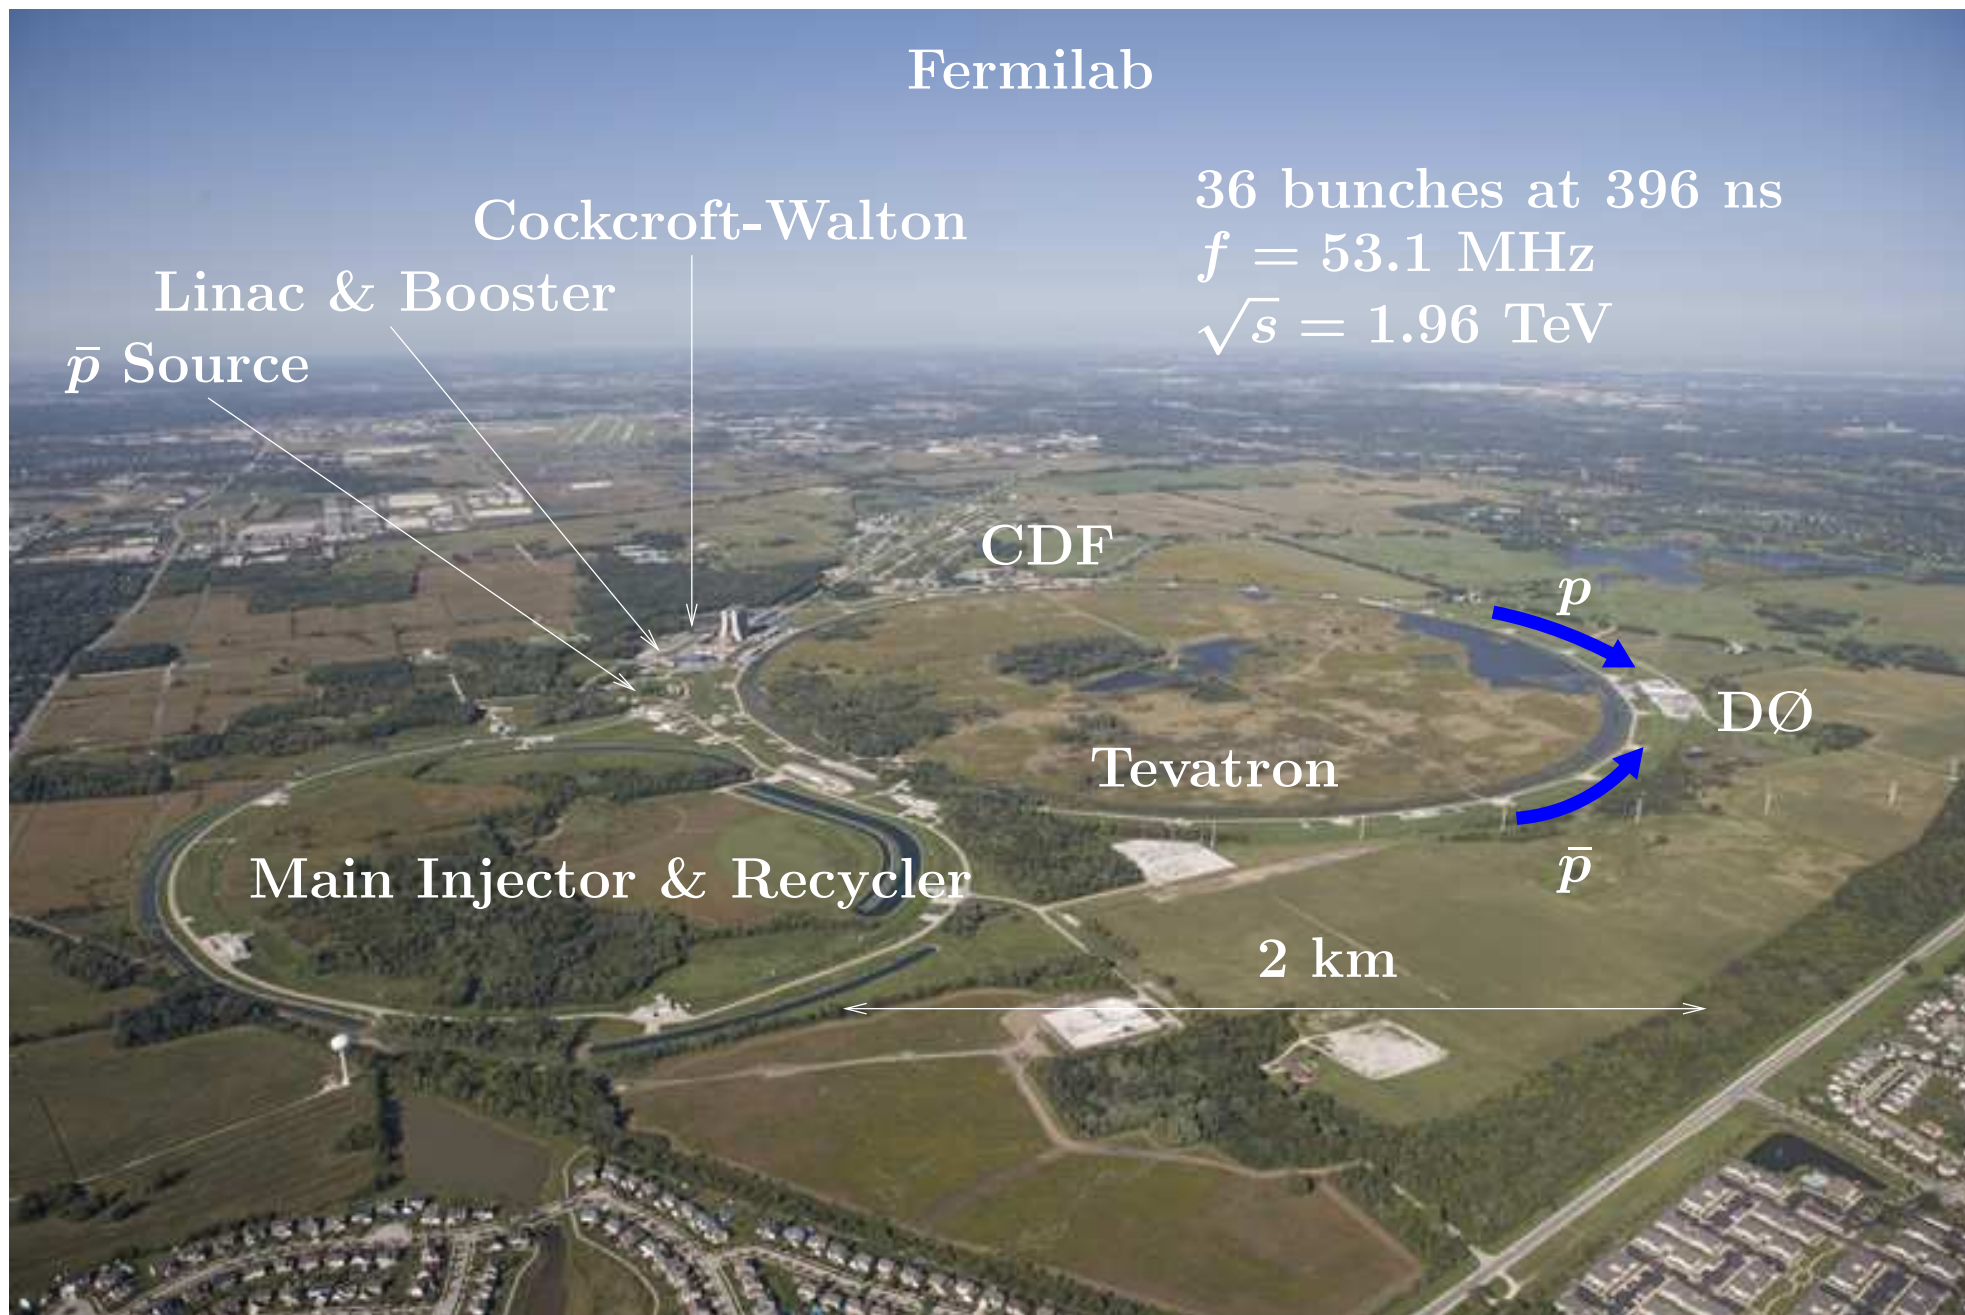 Fermilab
36 bunches at 396 ns
f = 53.1 MHz
√s = 1.96 TeV
Cockcroft-Walton
Linac & Booster
p̄ Source
CDF
p
DØ
Tevatron
p̄
Main Injector & Recycler
2 km